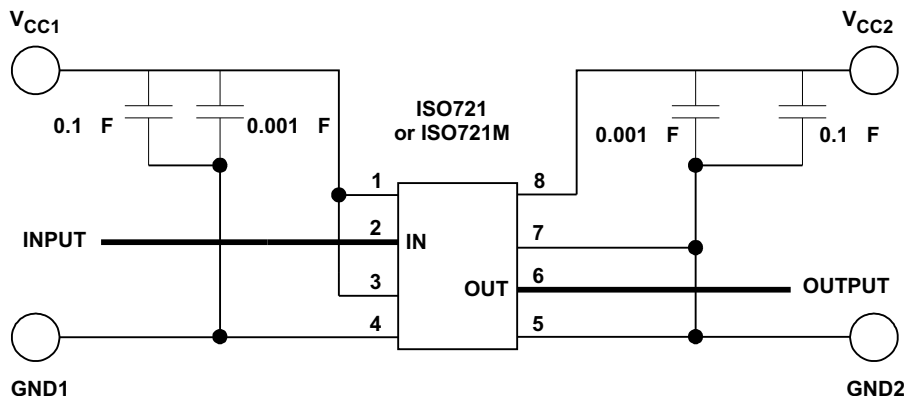 VCC1
VCC2
ISO721
or ISO721M
0.1 F
0.001 F
0.001 F
0.1 F
1
8
2
IN
INPUT
7
3
6
OUT
OUTPUT
4
5
GND1
GND2